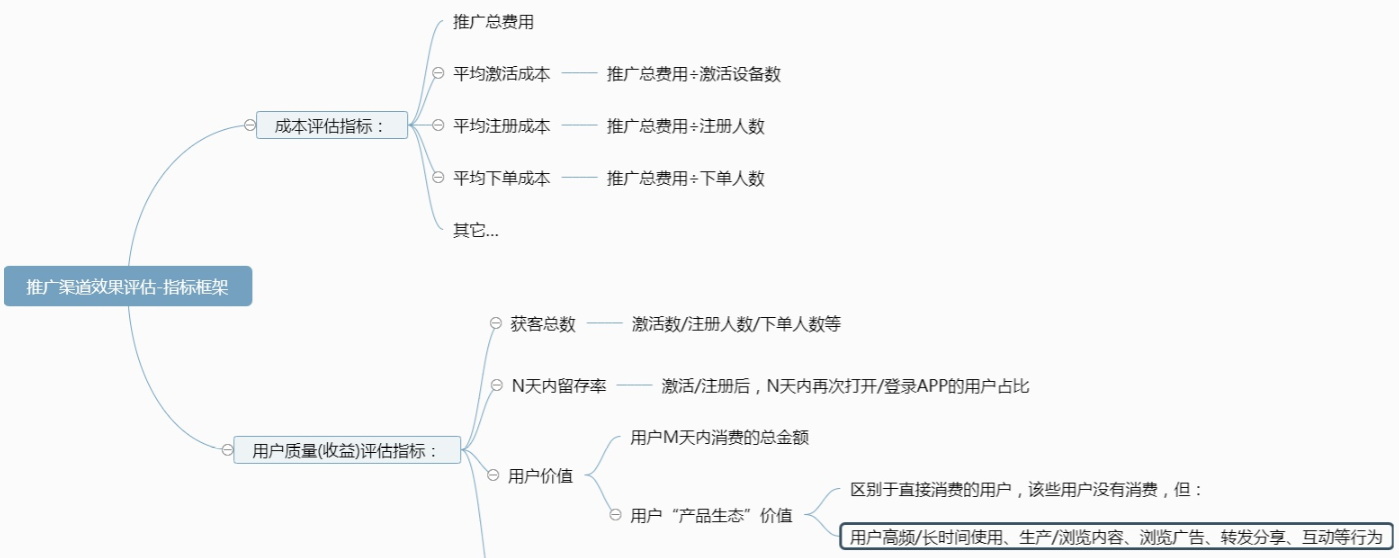 推广总费用
平均激活成本
推广总费用÷激活设备数
成本评估指标：
平均注册成本
推广总费用÷注册人数
平均下单成本
推广总费用÷下单人数
其它...
推广渠道效果评估-指标框架
获客总数
激活数/注册人数/下单人数等
N天内留存率
激活/注册后，N天内再次打开/登录APP的用户占比
用户质量(收益)评估指标：
用户M天内消费的总金额
用户价值
用户“产品生态”价值
区别于直接消费的用户，该些用户没有消费，但：
用户高频/长时间使用、生产/浏览内容、浏览广告、转发分享、互动等行为